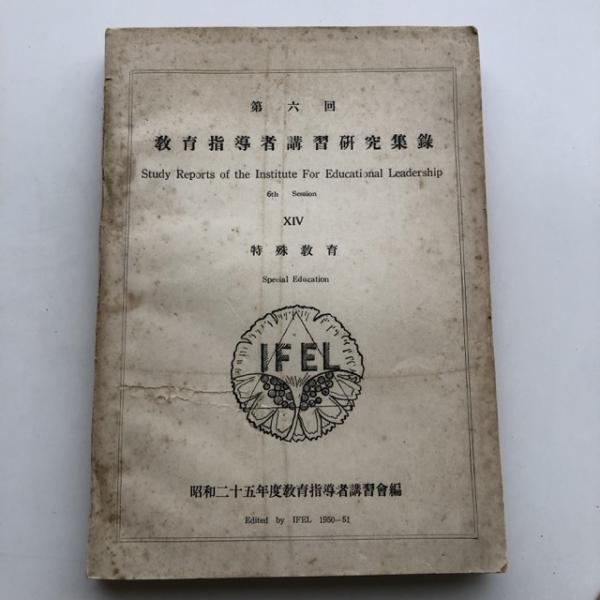 第六回
教育指導者講習研究集錄
Study Reports of the Institute For Educational Leadership
6th Session
XIV
特殊教育
Special Education
IFEL
昭和二十五年度教育指導者講習會編
Edited by IFEL 1950-51